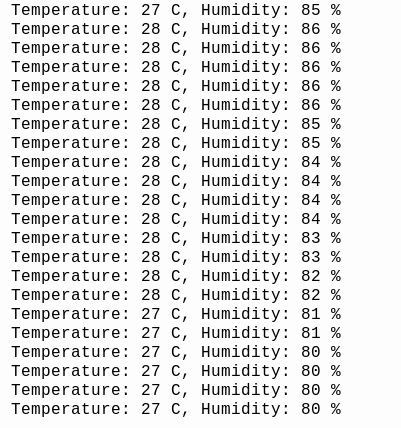 Temperature: 27 C, Humidity: 85 %
Temperature: 28 C, Humidity: 86 %
Temperature: 28 C, Humidity: 86 %
Temperature: 28 C, Humidity: 86 %
Temperature: 28 C, Humidity: 86 %
Temperature: 28 C, Humidity: 86 %
Temperature: 28 C, Humidity: 85 %
Temperature: 28 C, Humidity: 85 %
Temperature: 28 C, Humidity: 84 %
Temperature: 28 C, Humidity: 84 %
Temperature: 28 C, Humidity: 84 %
Temperature: 28 C, Humidity: 84 %
Temperature: 28 C, Humidity: 83 %
Temperature: 28 C, Humidity: 83 %
Temperature: 28 C, Humidity: 82 %
Temperature: 28 C, Humidity: 82 %
Temperature: 27 C, Humidity: 81 %
Temperature: 27 C, Humidity: 81 %
Temperature: 27 C, Humidity: 80 %
Temperature: 27 C, Humidity: 80 %
Temperature: 27 C, Humidity: 80 %
Temperature: 27 C, Humidity: 80 %